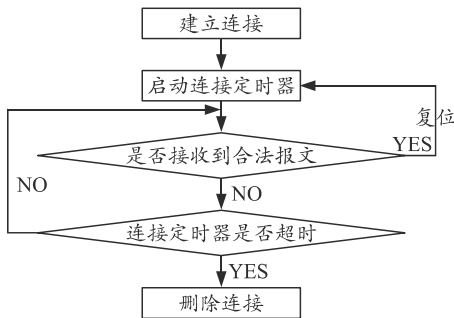 建立连接
启动连接定时器
复位
是否接收到合法报文
YES
NO
NO
连接定时器是否超时
YES
删除连接